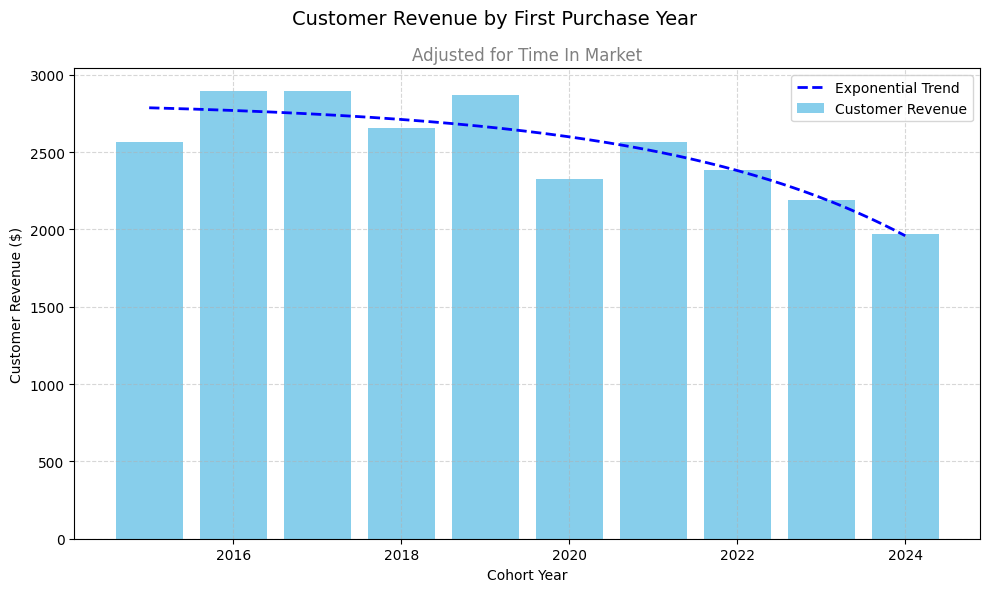 Customer Revenue by First Purchase Year
Adjusted for Time In Market
Exponential Trend
Customer Revenue
Customer Revenue ($)
3000
2500
2000
1500
1000
500
0
2016
2018
2020
2022
2024
Cohort Year